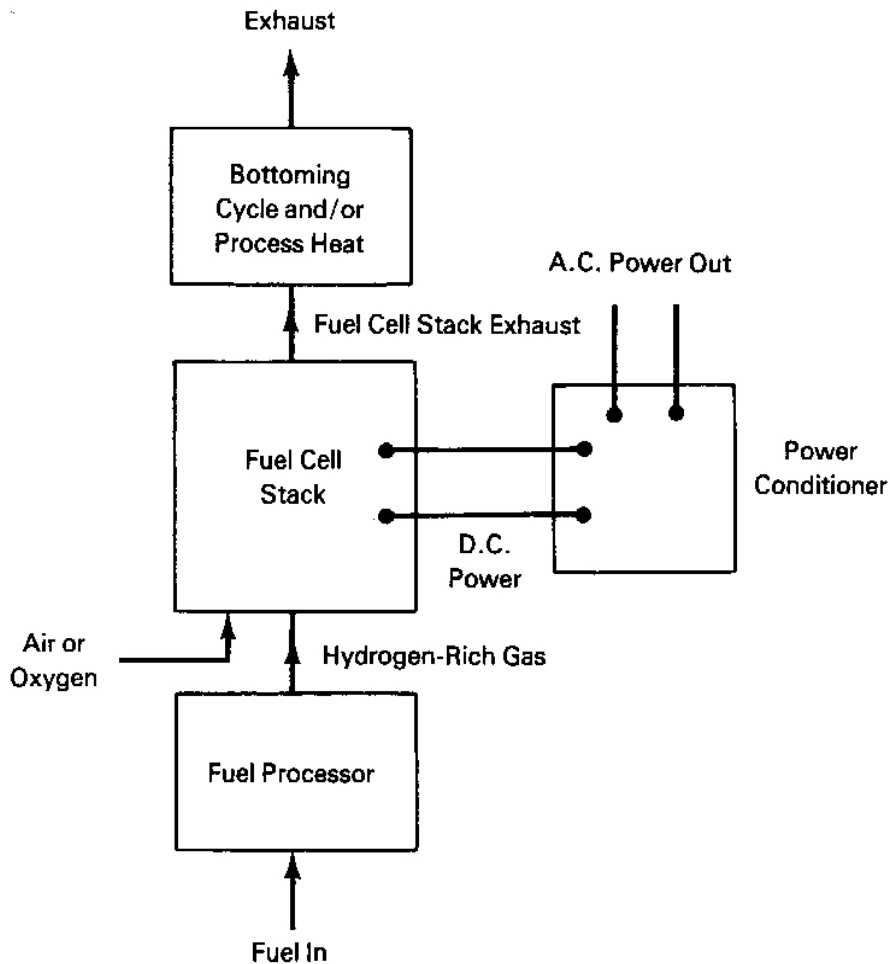 Exhaust
Bottoming
Cycle and/or
Process Heat
A.C. Power Out
Fuel Cell Stack Exhaust
Fuel Cell
Stack
Power
Conditioner
D.C.
Power
Air or
Oxygen
Hydrogen-Rich Gas
Fuel Processor
Fuel In